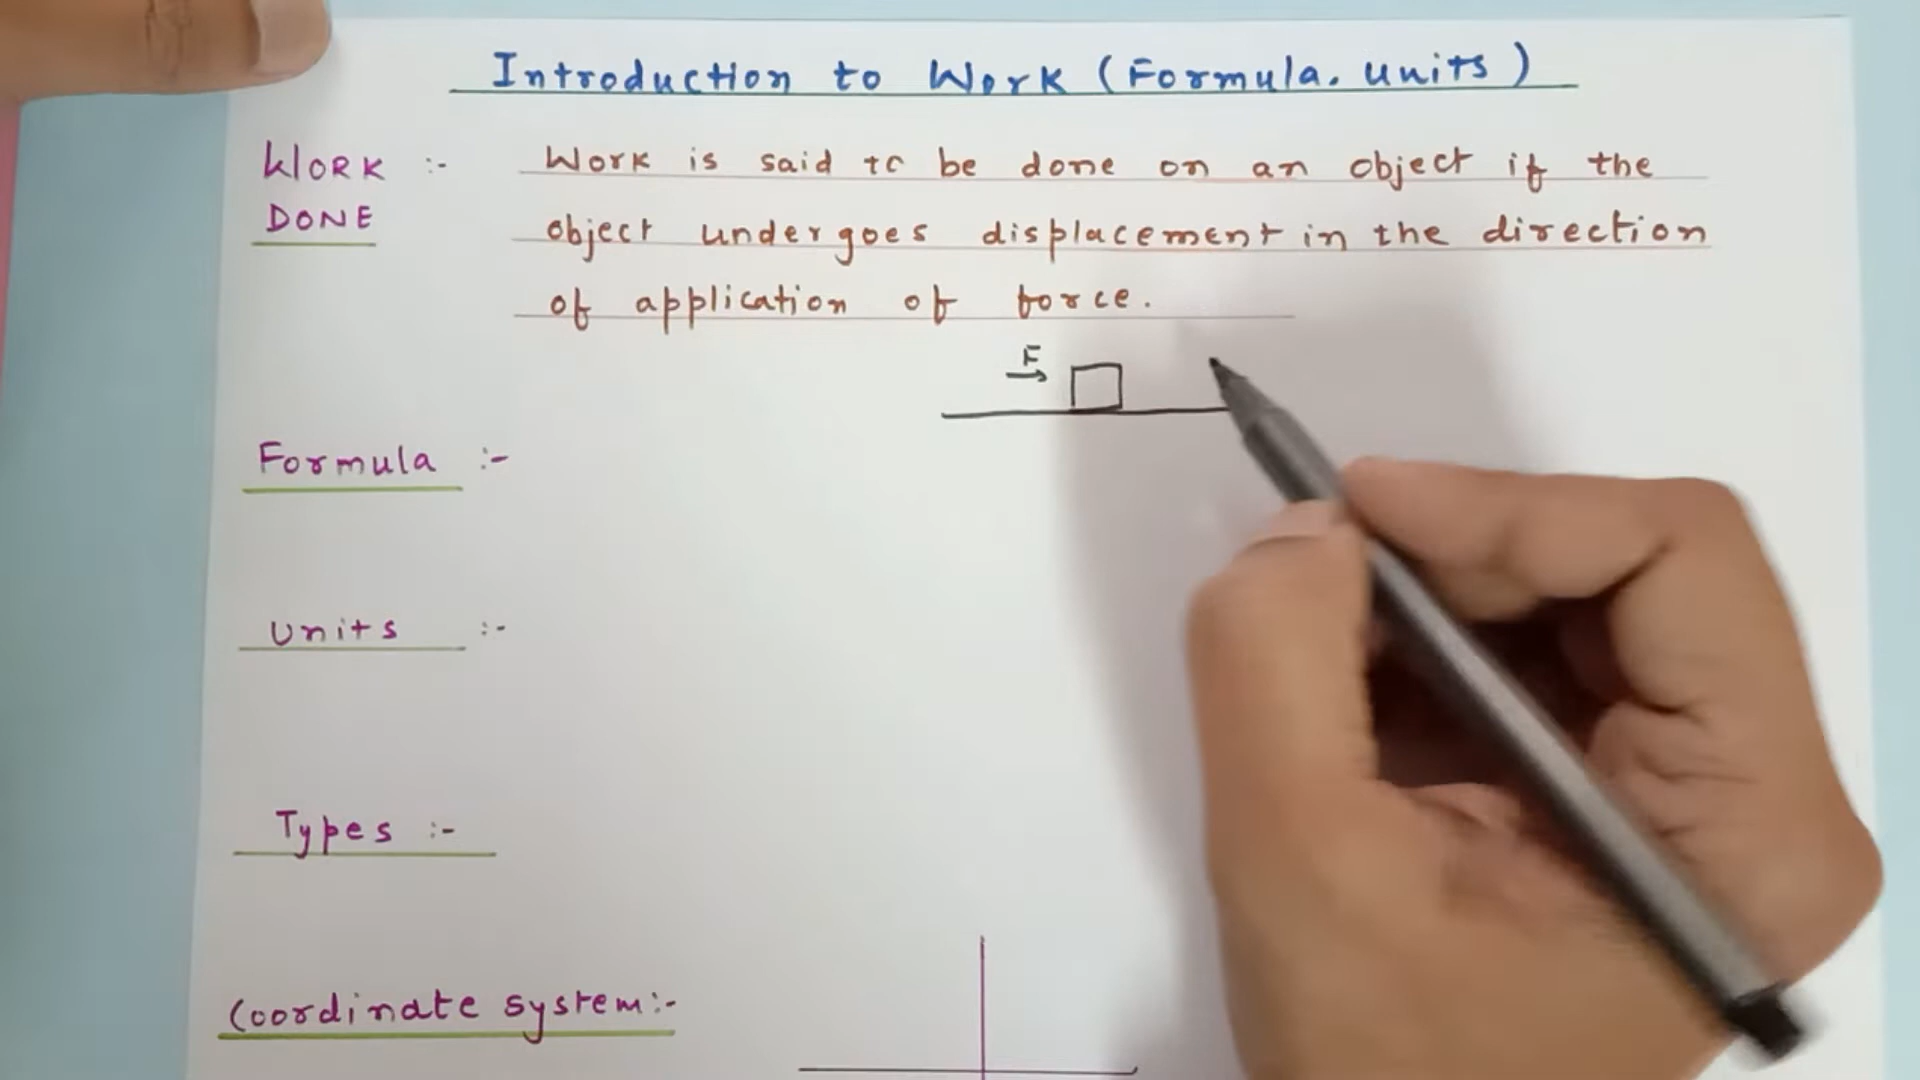 Introduction to Work (Formula. units)
WORK DONE :- Work is said to be done on an object if the
object undergoes displacement in the direction
of application of force.
F
Formula :-
Units :-
Types :-
Coordinate system:-